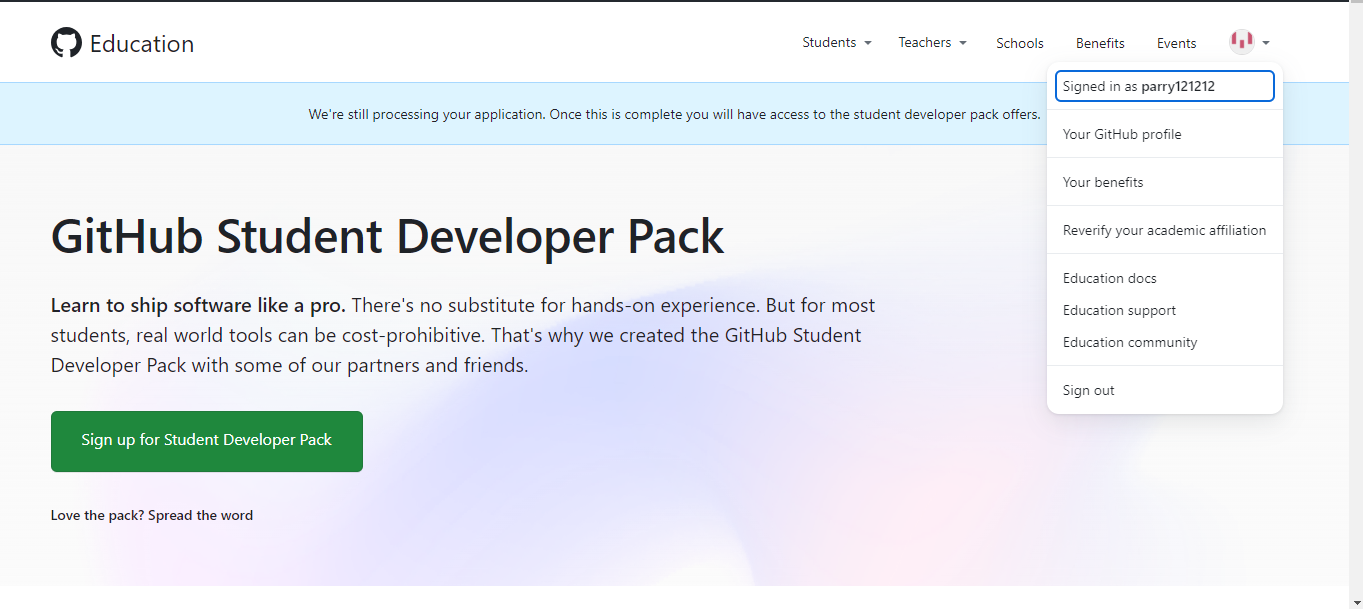 Education
Students
Teachers
Schools
Benefits
Events
Signed in as parry121212
We're still processing your application. Once this is complete you will have access to the student developer pack offers.
Your GitHub profile
Your benefits
Reverify your academic affiliation
Education docs
Education support
Education community
Sign out
GitHub Student Developer Pack
Learn to ship software like a pro. There's no substitute for hands-on experience. But for most
students, real world tools can be cost-prohibitive. That's why we created the GitHub Student
Developer Pack with some of our partners and friends.
Sign up for Student Developer Pack
Love the pack? Spread the word